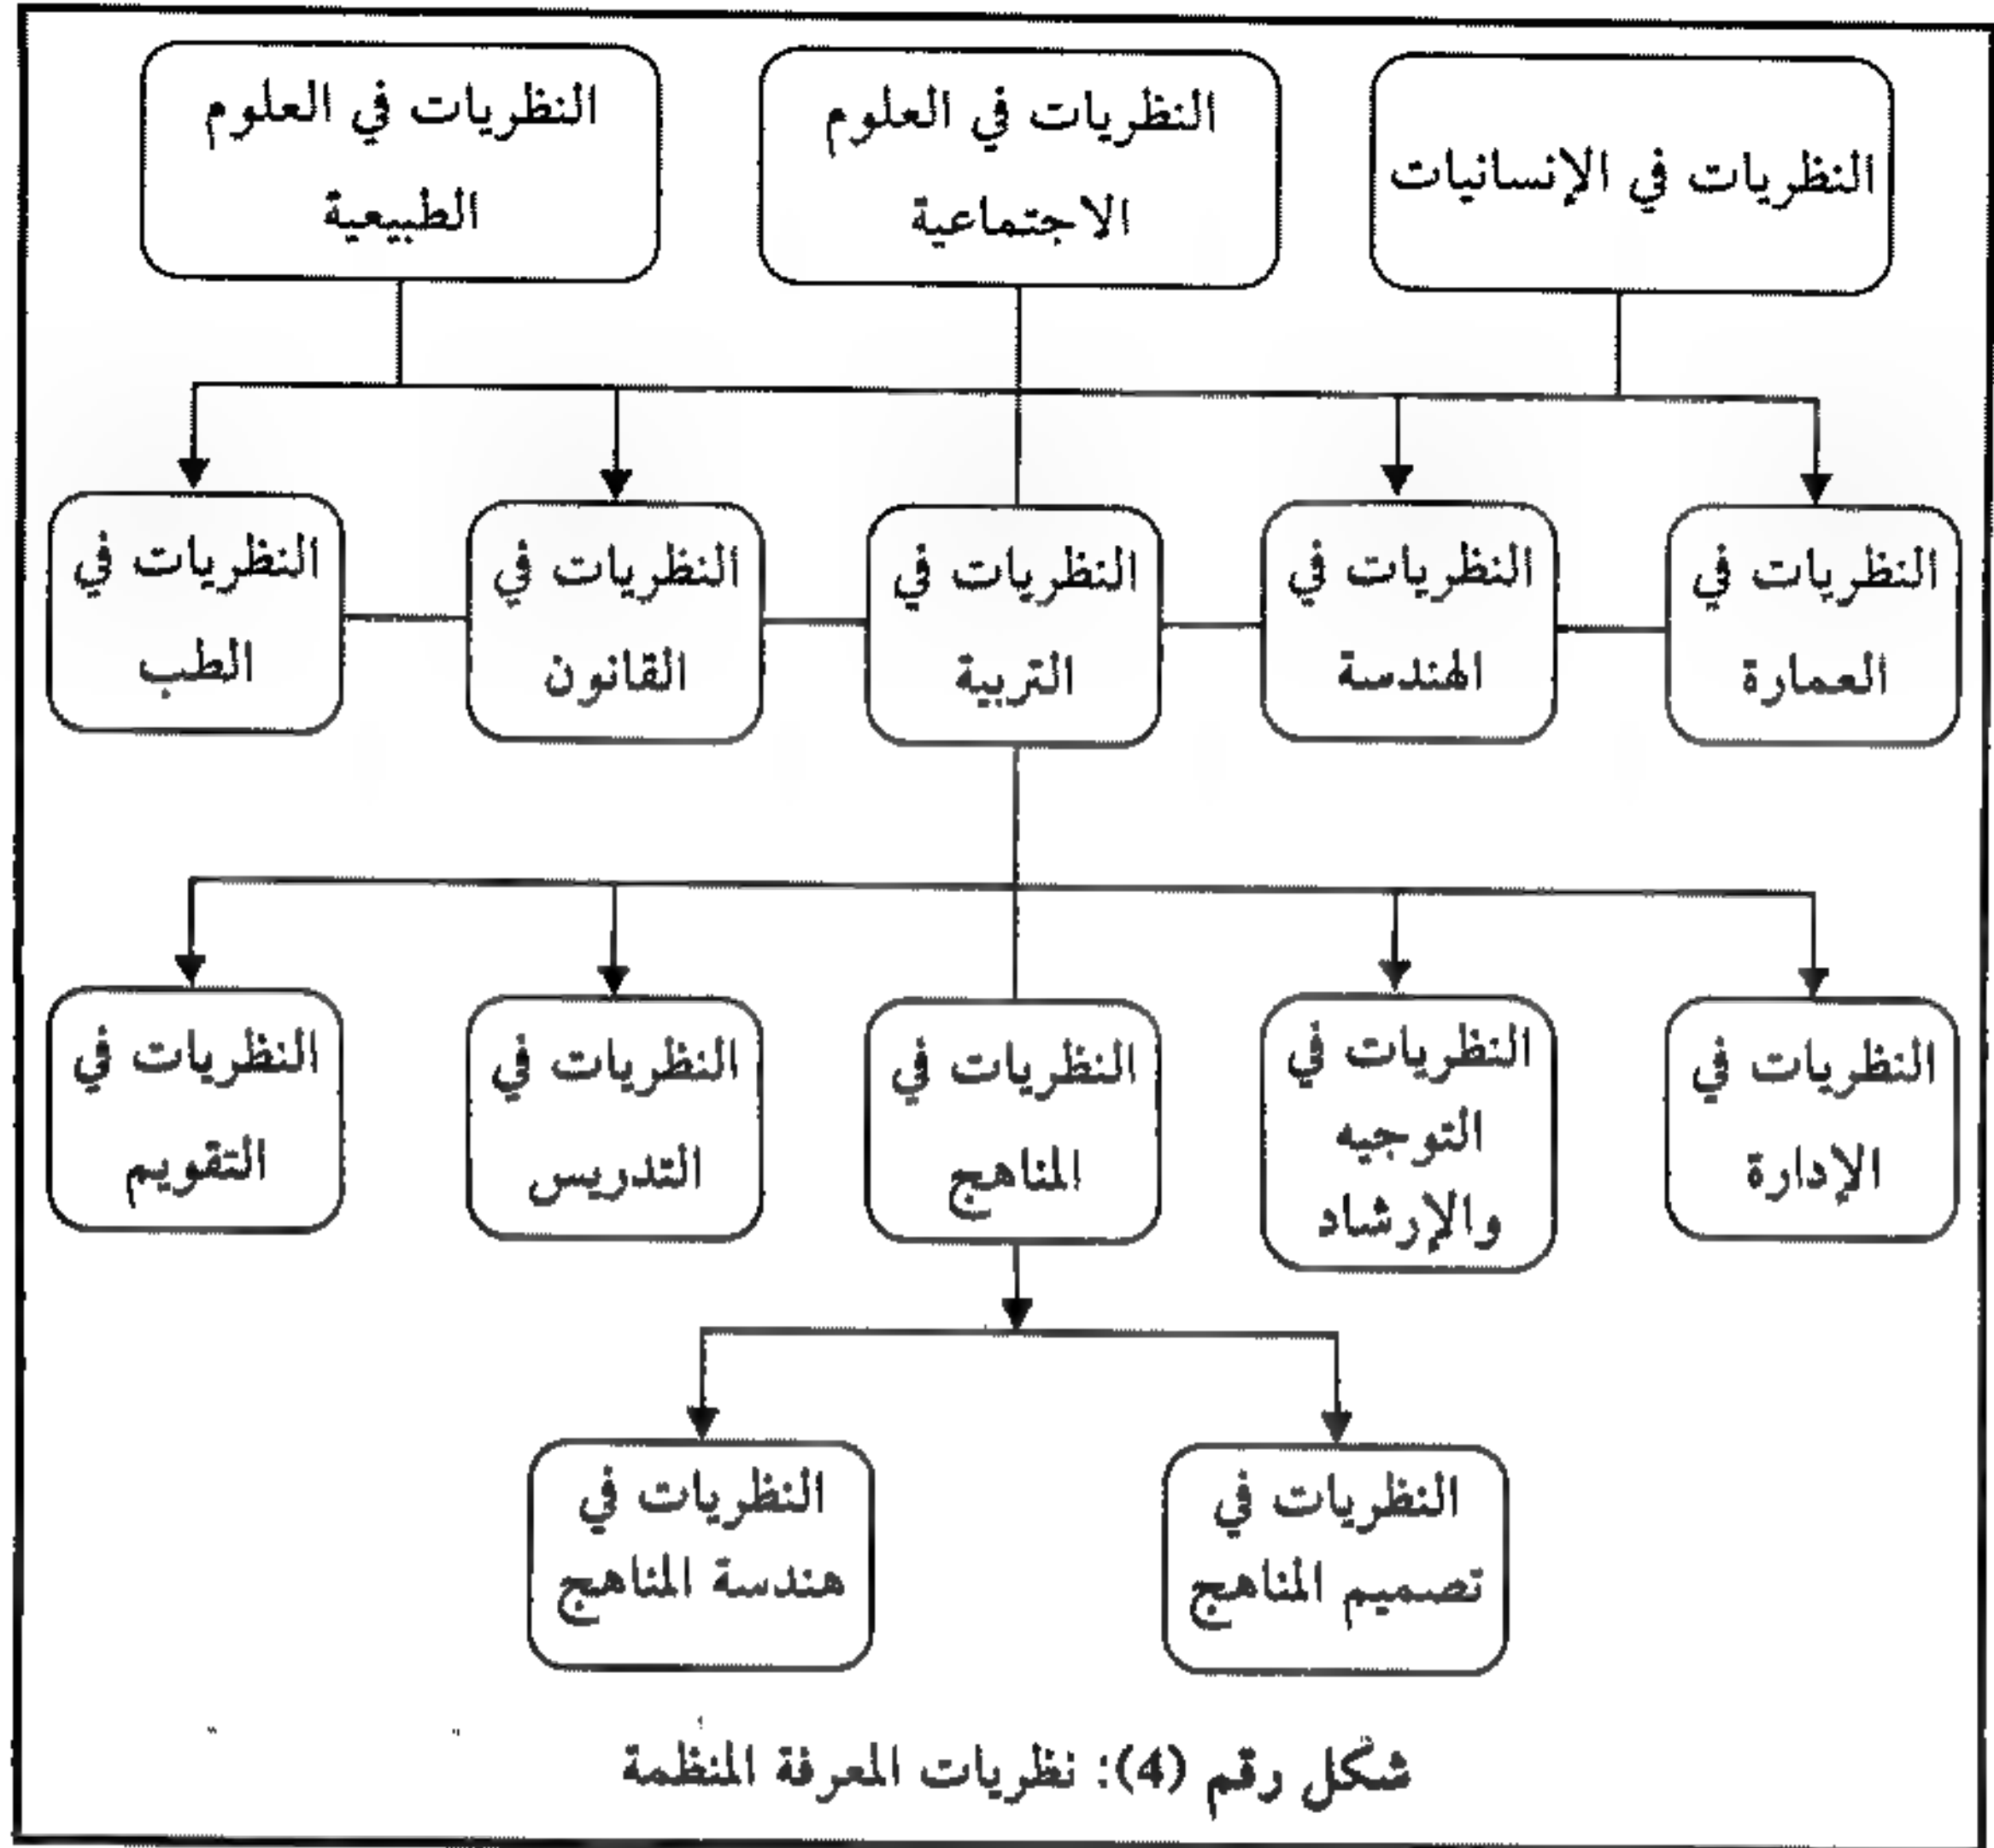 النظريات في الإنسانيات
النظريات في العلوم
الاجتماعية
النظريات في العلوم
الطبيعية
النظريات في
العمارة
النظريات في
الهندسة
النظريات في
التربية
النظريات في
القانون
النظريات في
الطب
النظريات في
الإدارة
النظريات في
التوجيه
والإرشاد
النظريات في
المناهج
النظريات في
التدريس
النظريات في
التقويم
النظريات في
تصميم المناهج
النظريات في
هندسة المناهج
شكل رقم (4): نظريات المعرفة المنظمة